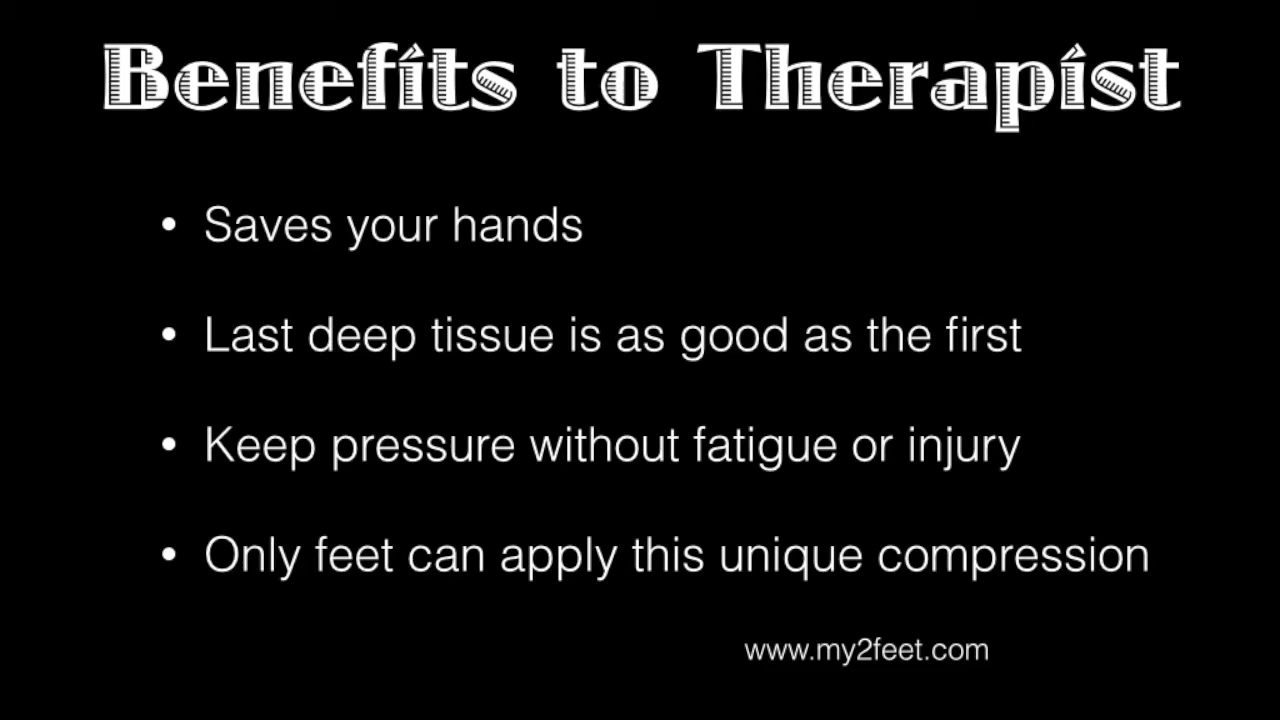 Benefits to Therapist
• Saves your hands
• Last deep tissue is as good as the first
• Keep pressure without fatigue or injury
• Only feet can apply this unique compression
www.my2feet.com